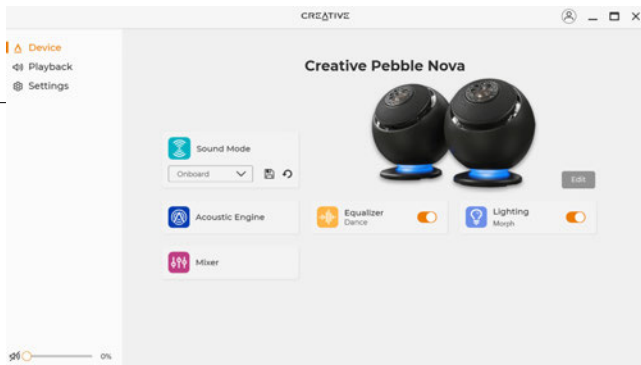 CREATIVE
Device
Playback
Settings
Creative Pebble Nova
Sound Mode
Onboard
Edit
Acoustic Engine
Equalizer
Dance
Lighting
Morph
Mixer
0%